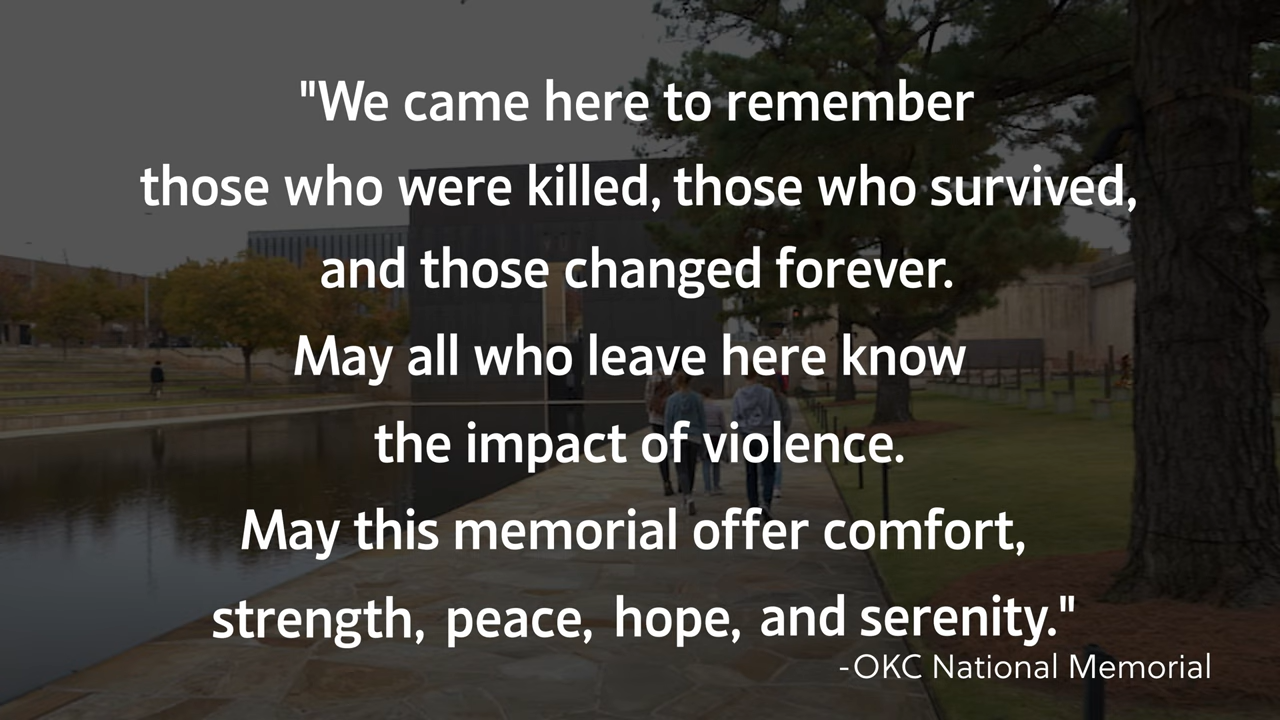 "We came here to remember
those who were killed, those who survived,
and those changed forever.
May all who leave here know
the impact of violence.
May this memorial offer comfort,
strength, peace, hope, and serenity."
-OKC National Memorial